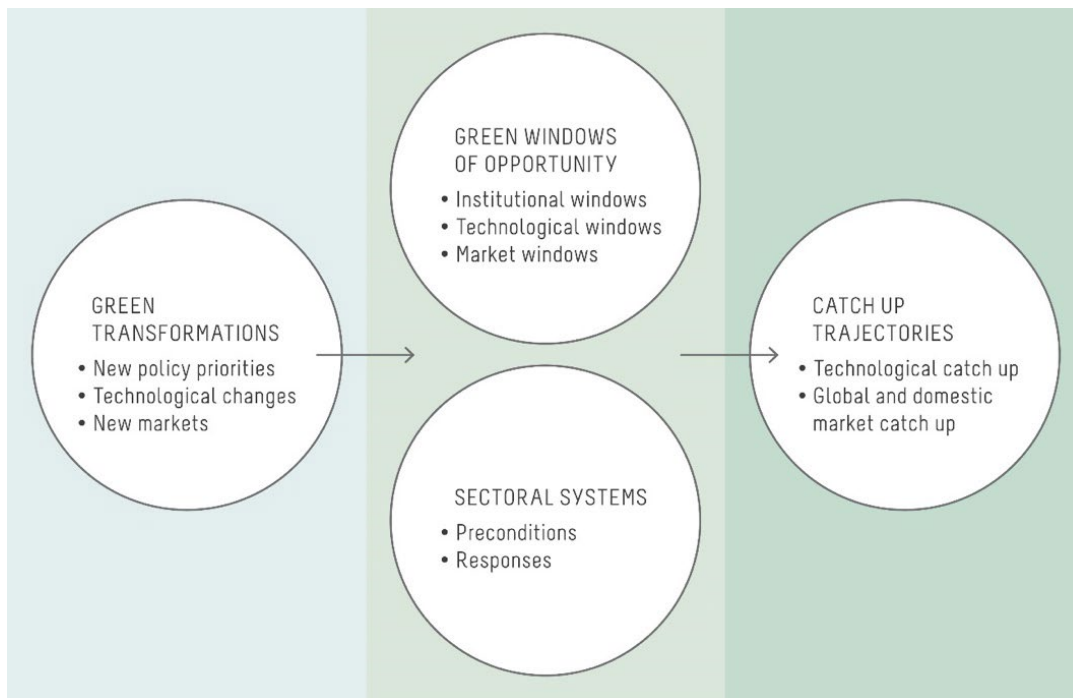 GREEN
TRANSFORMATIONS
• New policy priorities
• Technological changes
• New markets
GREEN WINDOWS
OF OPPORTUNITY
• Institutional windows
• Technological windows
• Market windows
SECTORAL SYSTEMS
• Preconditions
• Responses
CATCH UP
TRAJECTORIES
• Technological catch up
• Global and domestic
market catch up